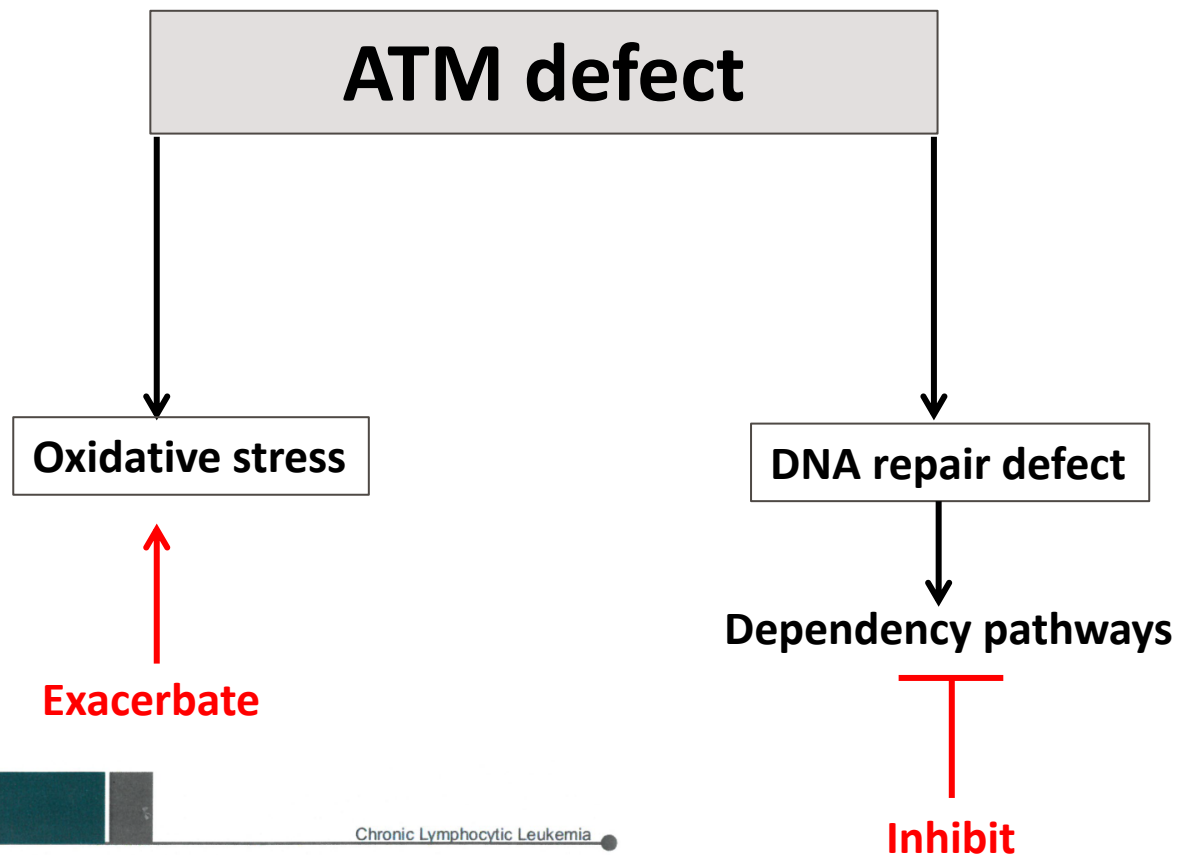 ATM defect
Oxidative stress
DNA repair defect
Dependency pathways
Exacerbate
Chronic Lymphocytic Leukemia
Inhibit